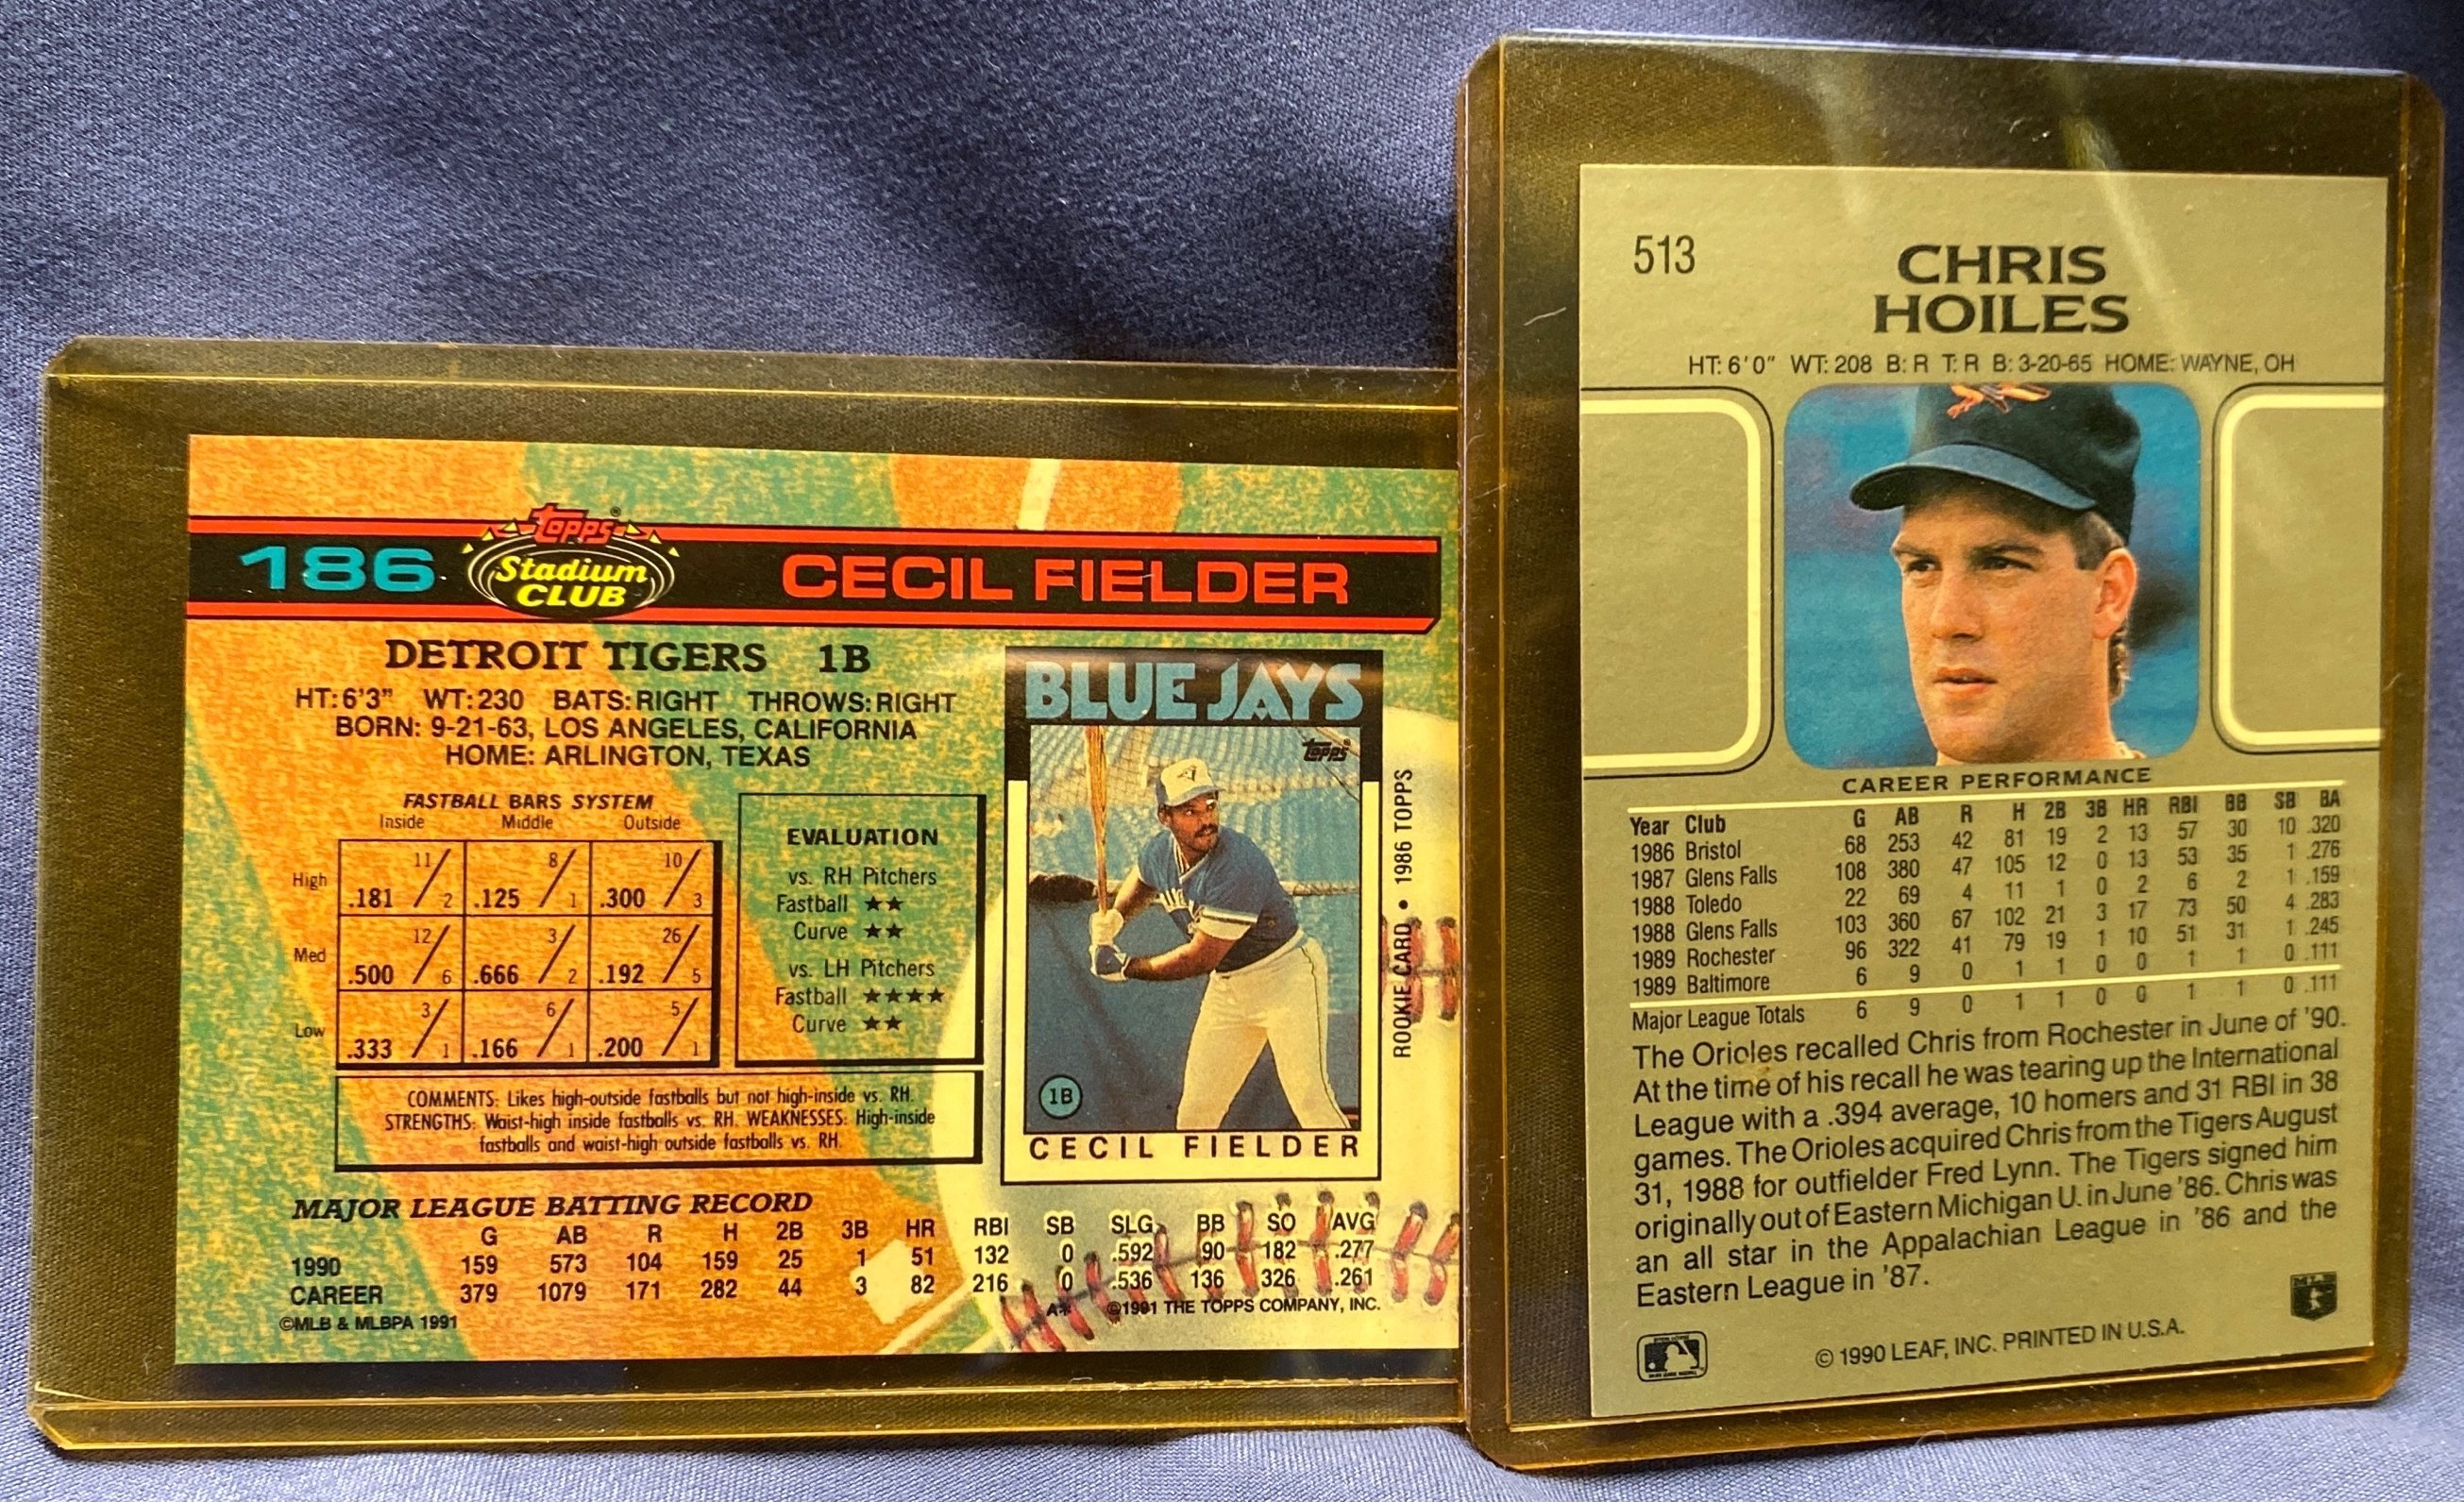 186 Topps® Stadium CLUB CECIL FIELDER
DETROIT TIGERS 1B
HT:6'3" WT:230 BATS:RIGHT THROWS:RIGHT
BORN: 9-21-63, LOS ANGELES, CALIFORNIA
HOME: ARLINGTON, TEXAS
FASTBALL BARS SYSTEM
Inside Middle Outside
High .181 11/2 .125 8/1 .300 10/3
Med .500 12/6 .666 3/2 .192 26/5
Low .333 3/1 .166 6/1 .200 5/1
EVALUATION
vs. RH Pitchers
Fastball ★★
Curve ★★
vs. LH Pitchers
Fastball ★★★★
Curve ★★
COMMENTS: Likes high-outside fastballs but not high-inside vs. RH.
STRENGTHS: Waist-high inside fastballs vs. RH. WEAKNESSES: High-inside
fastballs and waist-high outside fastballs vs. RH.
BLUE JAYS
Topps
1B
CECIL FIELDER
ROOKIE CARD • 1986 TOPPS
MAJOR LEAGUE BATTING RECORD
G AB R H 2B 3B HR RBI SB SLG BB SO AVG
1990 159 573 104 159 25 1 51 132 0 .592 90 182 .277
CAREER 379 1079 171 282 44 3 82 216 0 .536 136 326 .261
©MLB & MLBPA 1991 A* ©1991 THE TOPPS COMPANY, INC.
513
CHRIS
HOILES
HT: 6'0" WT: 208 B: R T: R B: 3-20-65 HOME: WAYNE, OH
CAREER PERFORMANCE
Year Club G AB R H 2B 3B HR RBI BB SB BA
1986 Bristol 68 253 42 81 19 2 13 57 30 10 .320
1987 Glens Falls 108 380 47 105 12 0 13 53 35 1 .276
1988 Toledo 22 69 4 11 1 0 2 6 2 1 .159
1988 Glens Falls 103 360 67 102 21 3 17 73 50 4 .283
1989 Rochester 96 322 41 79 19 1 10 51 31 1 .245
1989 Baltimore 6 9 0 1 1 0 0 1 1 0 .111
Major League Totals 6 9 0 1 1 0 0 1 1 0 .111
The Orioles recalled Chris from Rochester in June of '90.
At the time of his recall he was tearing up the International
League with a .394 average, 10 homers and 31 RBI in 38
games. The Orioles acquired Chris from the Tigers August
31, 1988 for outfielder Fred Lynn. The Tigers signed him
originally out of Eastern Michigan U. in June '86. Chris was
an all star in the Appalachian League in '86 and the
Eastern League in '87.
© 1990 LEAF, INC. PRINTED IN U.S.A.